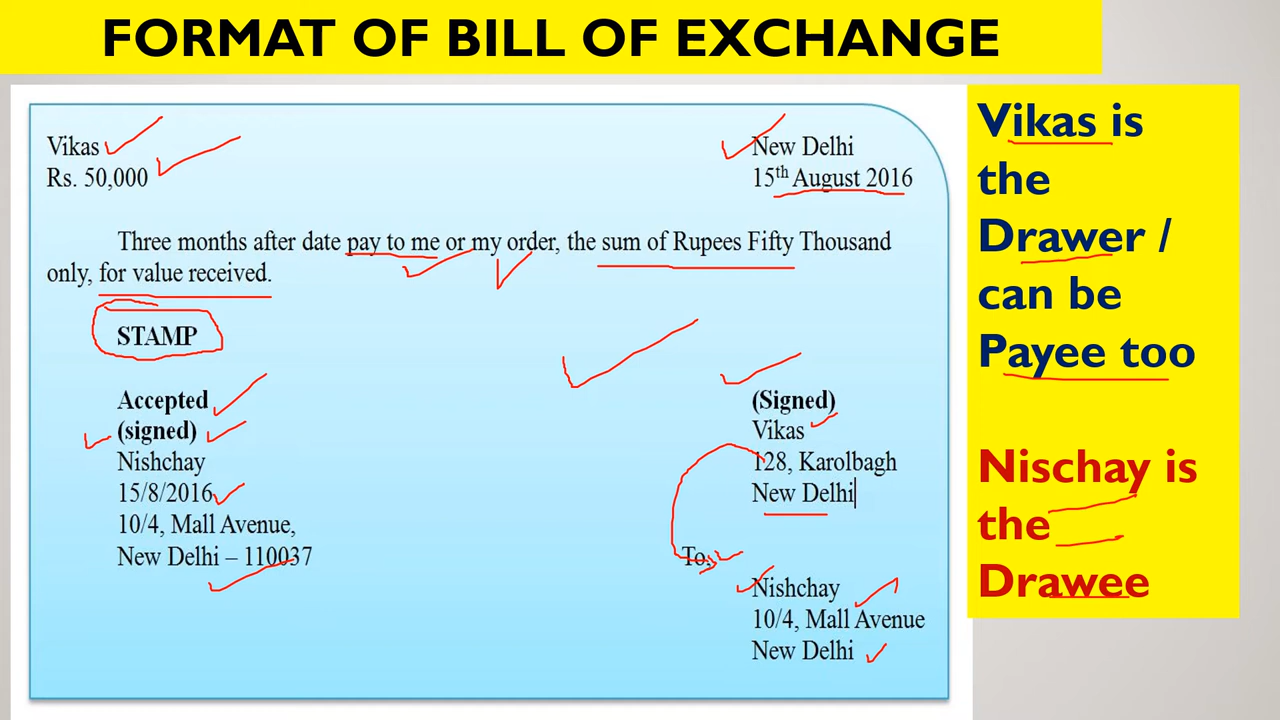 FORMAT OF BILL OF EXCHANGE
Vikas
Rs. 50,000
New Delhi
15th August 2016
Three months after date pay to me or my order, the sum of Rupees Fifty Thousand
only, for value received.
STAMP
Accepted
(signed)
Nishchay
15/8/2016
10/4, Mall Avenue,
New Delhi – 110037
(Signed)
Vikas
128, Karolbagh
New Delhi
To,
Nishchay
10/4, Mall Avenue
New Delhi
Vikas is
the
Drawer /
can be
Payee too
Nischay is
the
Drawee